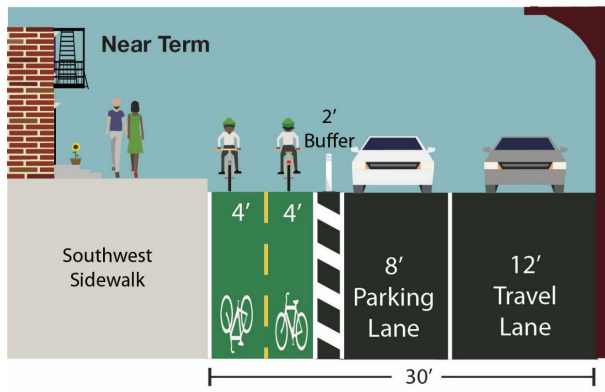 Near Term
2’
Buffer
4’
4’
Southwest
Sidewalk
8’
Parking
Lane
12’
Travel
Lane
30’